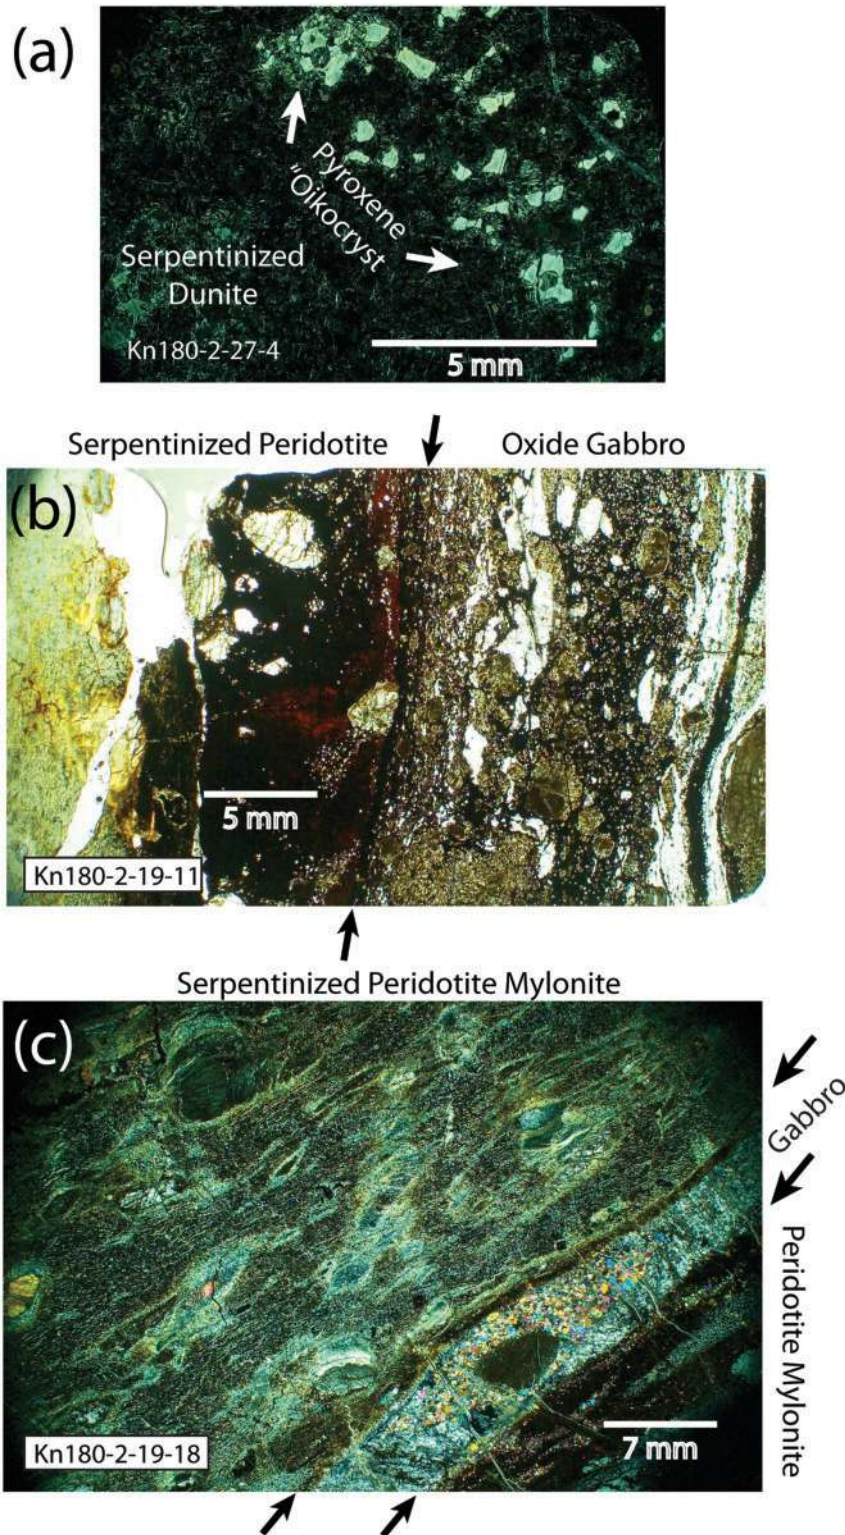 (a)
Pyroxene
"Oikocryst
Serpentinized
Dunite
Kn180-2-27-4
5 mm
Serpentinized Peridotite
Oxide Gabbro
(b)
5 mm
Kn180-2-19-11
Serpentinized Peridotite Mylonite
(c)
Gabbro
Peridotite Mylonite
Kn180-2-19-18
7 mm